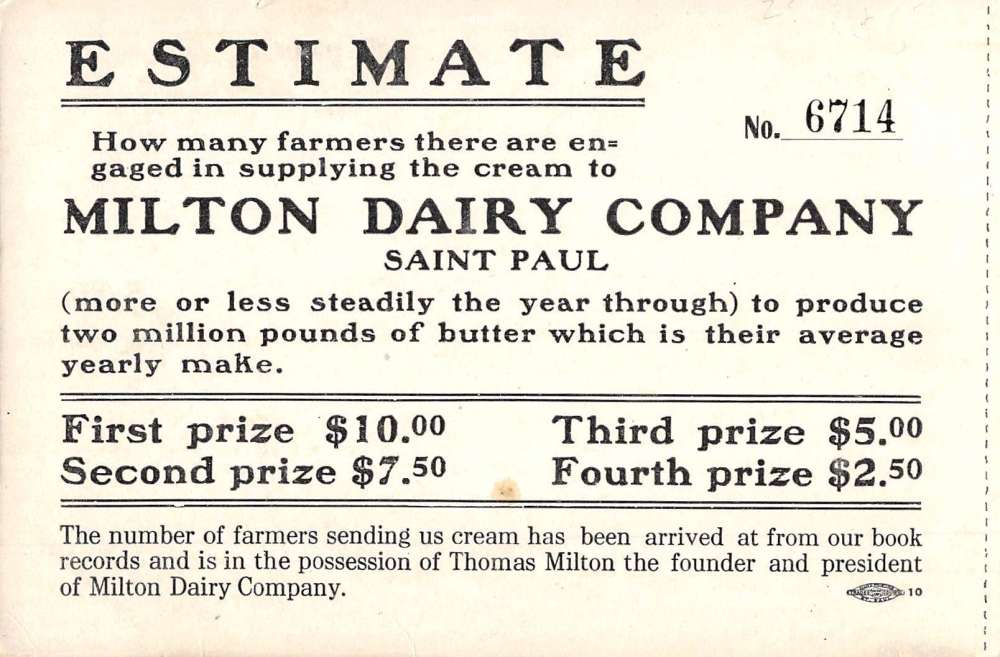 ESTIMATE
No. 6714
How many farmers there are en=
gaged in supplying the cream to
MILTON DAIRY COMPANY
SAINT PAUL
(more or less steadily the year through) to produce
two million pounds of butter which is their average
yearly make.
First prize $10.00 Third prize $5.00
Second prize $7.50 Fourth prize $2.50
The number of farmers sending us cream has been arrived at from our book
records and is in the possession of Thomas Milton the founder and president
of Milton Dairy Company.
10